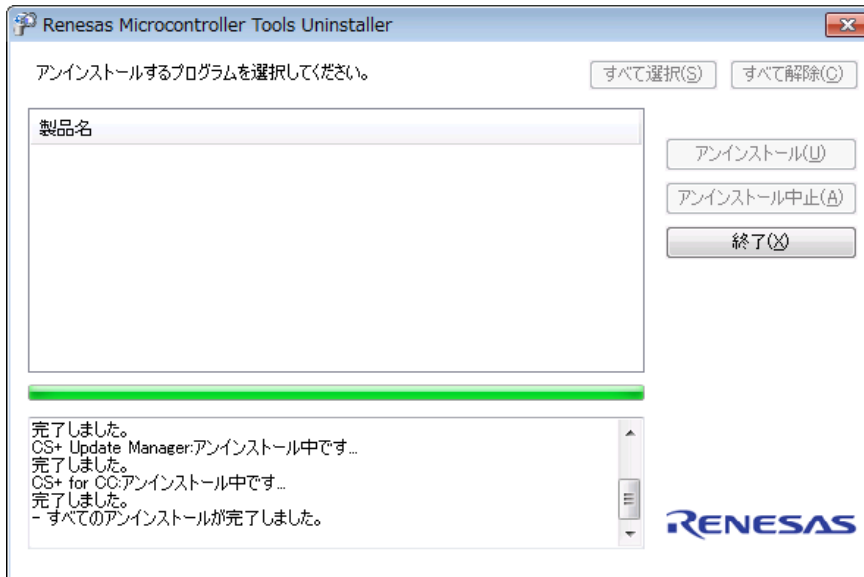 Renesas Microcontroller Tools Uninstaller
アンインストールするプログラムを選択してください。
すべて選択(S)
すべて解除(C)
製品名
アンインストール(U)
アンインストール中止(A)
終了(X)
完了しました。
CS+ Update Manager:アンインストール中です...
完了しました。
CS+ for CC:アンインストール中です...
完了しました。
- すべてのアンインストールが完了しました。
RENESAS